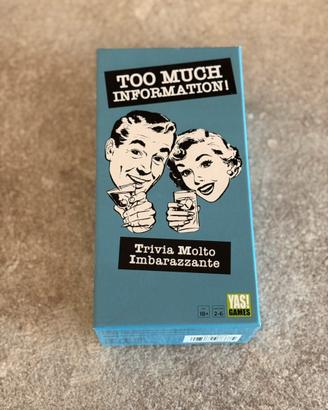 TOO MUCH
INFORMATION!
Trivia Molto
Imbarazzante
18+
2-6
YAS!
GAMES